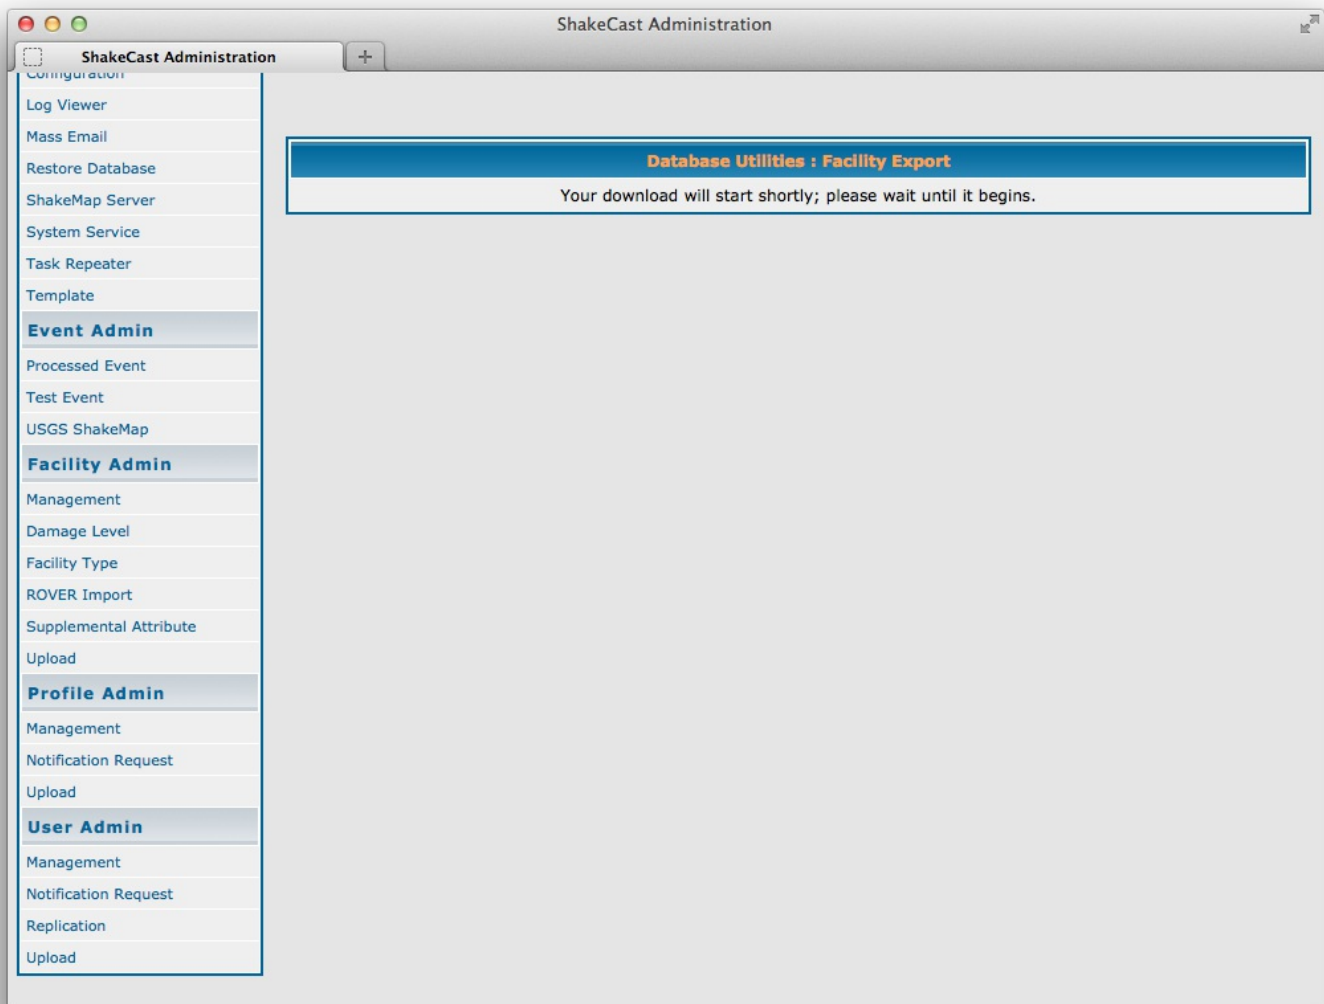 ShakeCast Administration
ShakeCast Administration
Configuration
Log Viewer
Mass Email
Restore Database
ShakeMap Server
System Service
Task Repeater
Template
Event Admin
Processed Event
Test Event
USGS ShakeMap
Facility Admin
Management
Damage Level
Facility Type
ROVER Import
Supplemental Attribute
Upload
Profile Admin
Management
Notification Request
Upload
User Admin
Management
Notification Request
Replication
Upload
Database Utilities : Facility Export
Your download will start shortly; please wait until it begins.